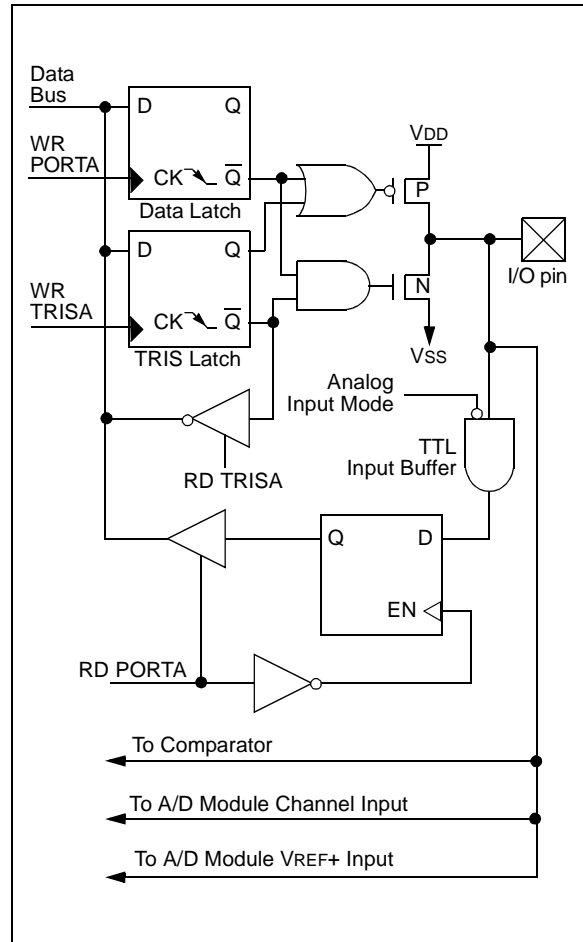 Data
Bus
D Q
WR
PORTA
CK Q
Data Latch
VDD
P
D Q
I/O pin
N
WR
TRISA
CK Q
TRIS Latch
VSS
Analog
Input Mode
TTL
Input Buffer
RD TRISA
Q D
EN
RD PORTA
To Comparator
To A/D Module Channel Input
To A/D Module VREF+ Input